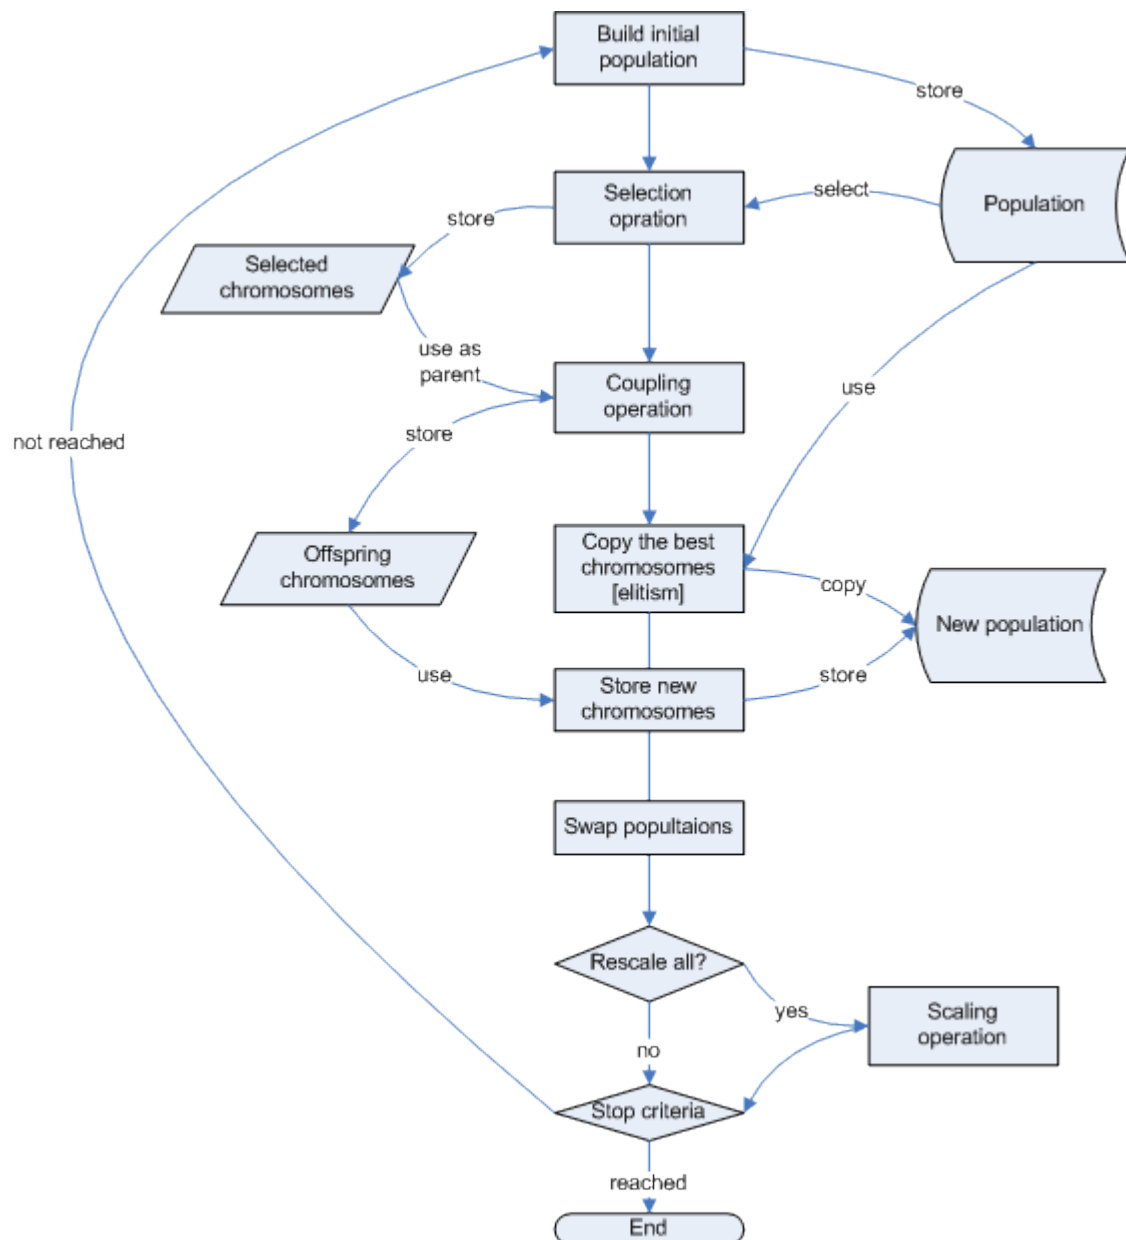 Build initial
population
store
Selection
opration
select
Population
store
Selected
chromosomes
use as
parent
Coupling
operation
use
not reached
store
Offspring
chromosomes
Copy the best
chromosomes
[elitism]
copy
New population
use
Store new
chromosomes
store
Swap popultaions
Rescale all?
yes
Scaling
operation
no
Stop criteria
reached
End